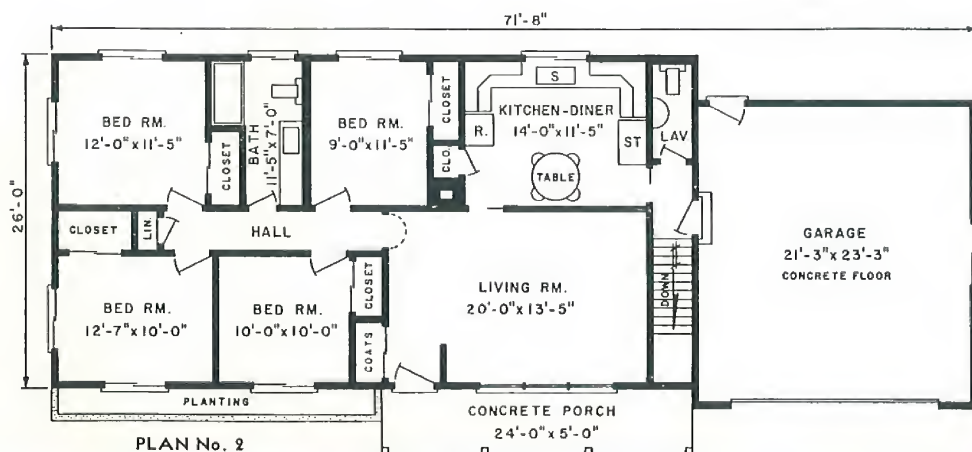 71'-8"
26'-0"
BED RM.
12'-0" x 11'-5"
CLOSET
BATH
11'-5" x 7'-0"
BED RM.
9'-0" x 11'-5"
CLOSET
CLO.
S
KITCHEN-DINER
14'-0" x 11'-5"
R.
ST
TABLE
LAV.
CLOSET
LIN.
HALL
GARAGE
21'-3" x 23'-3"
CONCRETE FLOOR
BED RM.
12'-7" x 10'-0"
BED RM.
10'-0" x 10'-0"
CLOSET
COATS
LIVING RM.
20'-0" x 13'-5"
DOWN
PLANTING
CONCRETE PORCH
24'-0" x 5'-0"
PLAN No. 2